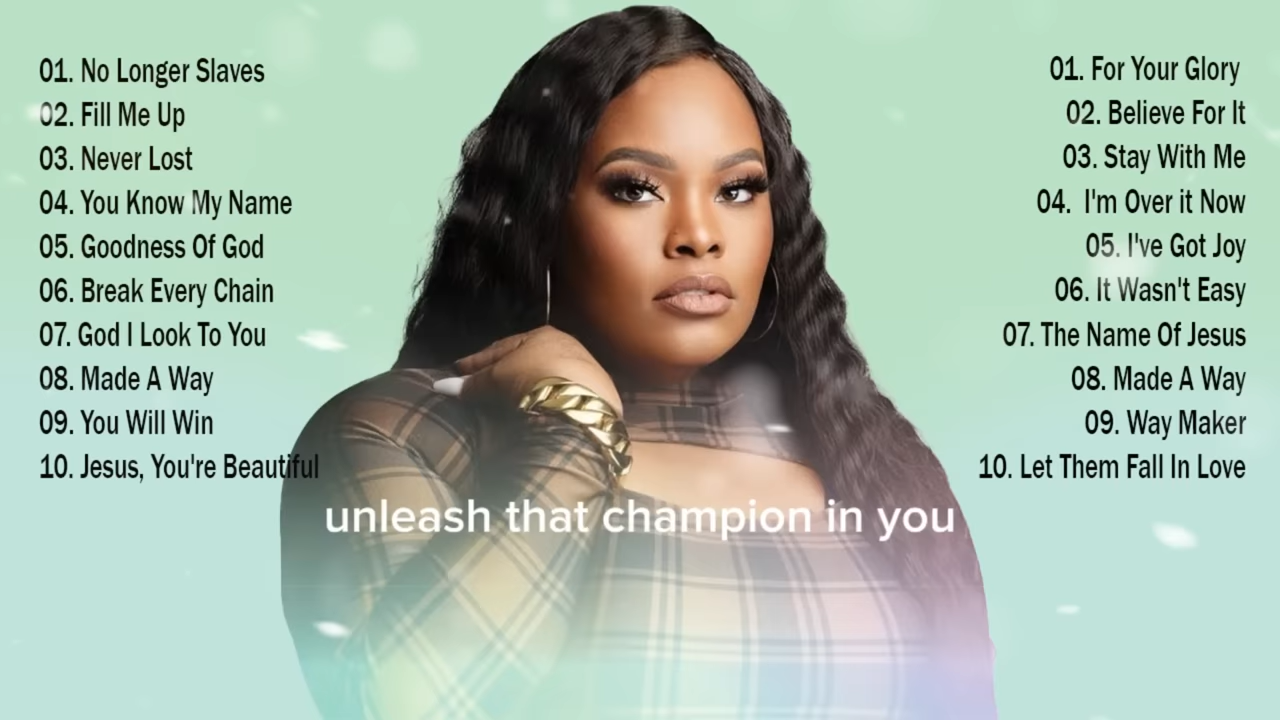 01. No Longer Slaves
02. Fill Me Up
03. Never Lost
04. You Know My Name
05. Goodness Of God
06. Break Every Chain
07. God I Look To You
08. Made A Way
09. You Will Win
10. Jesus, You're Beautiful
01. For Your Glory
02. Believe For It
03. Stay With Me
04. I'm Over it Now
05. I've Got Joy
06. It Wasn't Easy
07. The Name Of Jesus
08. Made A Way
09. Way Maker
10. Let Them Fall In Love
unleash that champion in you